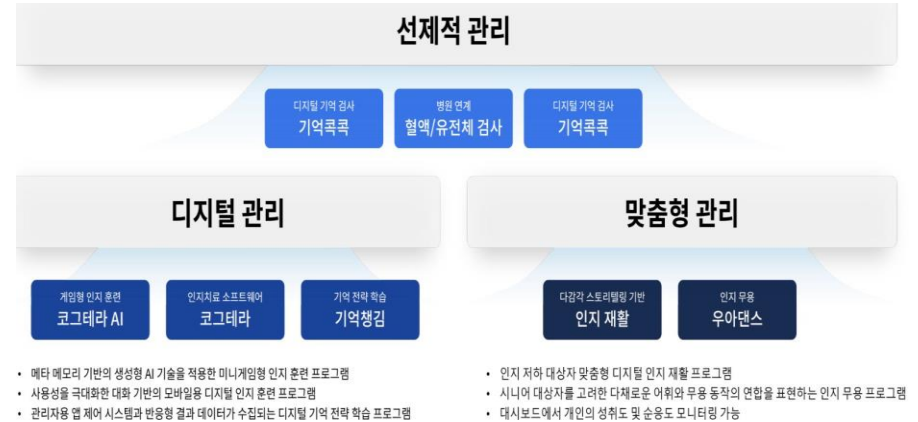 선제적 관리
디지털 기억 검사
기억콕콕
병원 연계
혈액/유전체 검사
디지털 기억 검사
기억콕콕
디지털 관리
게임형 인지 훈련
코그테라 AI
인지치료 소프트웨어
코그테라
기억 전략 학습
기억챙김
• 메타 메모리 기반의 생성형 AI 기술을 적용한 미니게임형 인지 훈련 프로그램
• 사용성을 극대화한 대화 기반의 모바일용 디지털 인지 훈련 프로그램
• 관리자용 앱 제어 시스템과 반응형 결과 데이터가 수집되는 디지털 기억 전략 학습 프로그램
맞춤형 관리
다감각 스토리텔링 기반
인지 재활
인지 무용
우아댄스
• 인지 저하 대상자 맞춤형 디지털 인지 재활 프로그램
• 시니어 대상자를 고려한 다채로운 어휘와 무용 동작의 연합을 표현하는 인지 무용 프로그램
• 대시보드에서 개인의 성취도 및 순응도 모니터링 가능